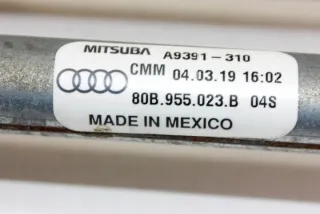 MITSUBA A9391-310
CMM 04.03.19 16:02
80B.955.023.B 04S
MADE IN MEXICO